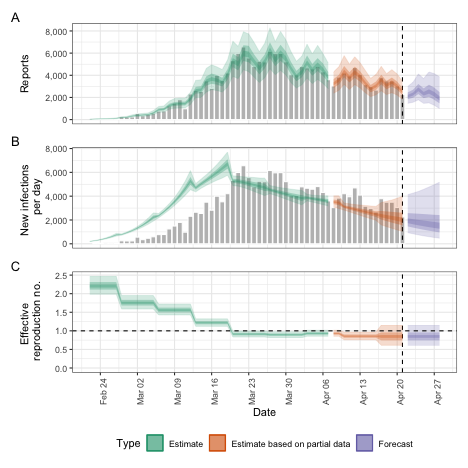 A
Reports
8,000
6,000
4,000
2,000
0
B
New infections
per day
8,000
6,000
4,000
2,000
0
C
Effective
reproduction no.
2.5
2.0
1.5
1.0
0.5
0.0
Feb 24
Mar 02
Mar 09
Mar 16
Mar 23
Mar 30
Apr 06
Apr 13
Apr 20
Apr 27
Date
Type Estimate Estimate based on partial data Forecast